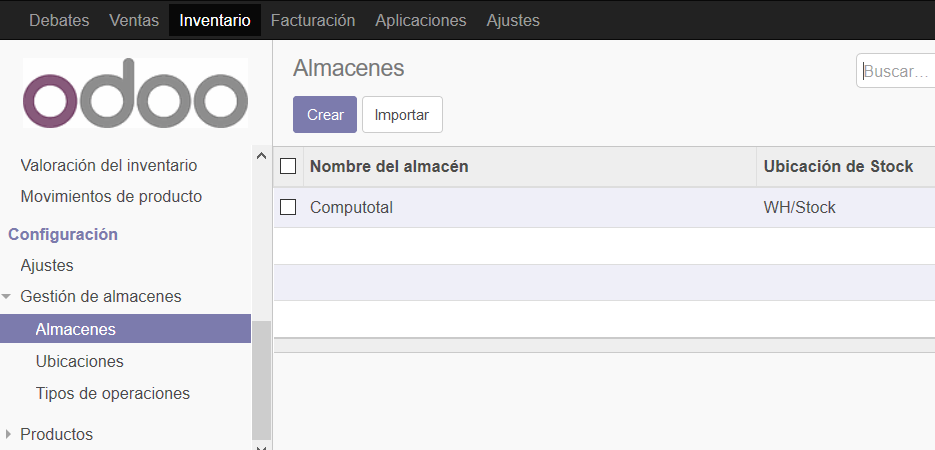 Debates Ventas Inventario Facturación Aplicaciones Ajustes
odoo
Valoración del inventario
Movimientos de producto
Configuración
Ajustes
Gestión de almacenes
Almacenes
Ubicaciones
Tipos de operaciones
Productos
Almacenes
Buscar...
Crear Importar
Nombre del almacén Ubicación de Stock
Computotal WH/Stock